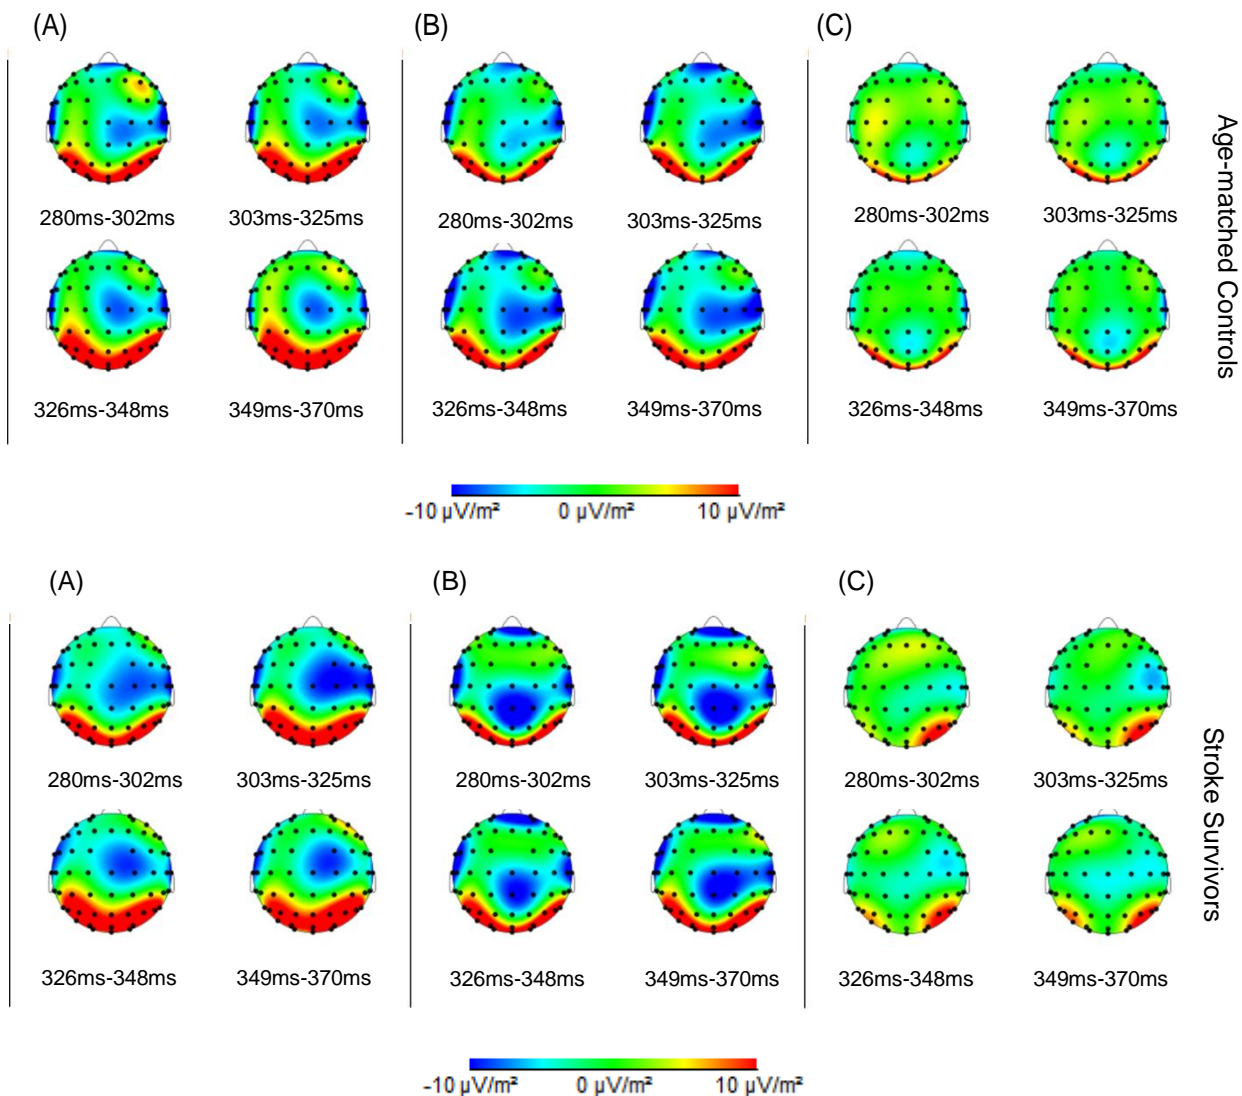 (A) (B) (C)
280ms-302ms 303ms-325ms 280ms-302ms 303ms-325ms 280ms-302ms 303ms-325ms
326ms-348ms 349ms-370ms 326ms-348ms 349ms-370ms 326ms-348ms 349ms-370ms
Age-matched Controls
-10 µV/m² 0 µV/m² 10 µV/m²
(A) (B) (C)
280ms-302ms 303ms-325ms 280ms-302ms 303ms-325ms 280ms-302ms 303ms-325ms
326ms-348ms 349ms-370ms 326ms-348ms 349ms-370ms 326ms-348ms 349ms-370ms
Stroke Survivors
-10 µV/m² 0 µV/m² 10 µV/m²